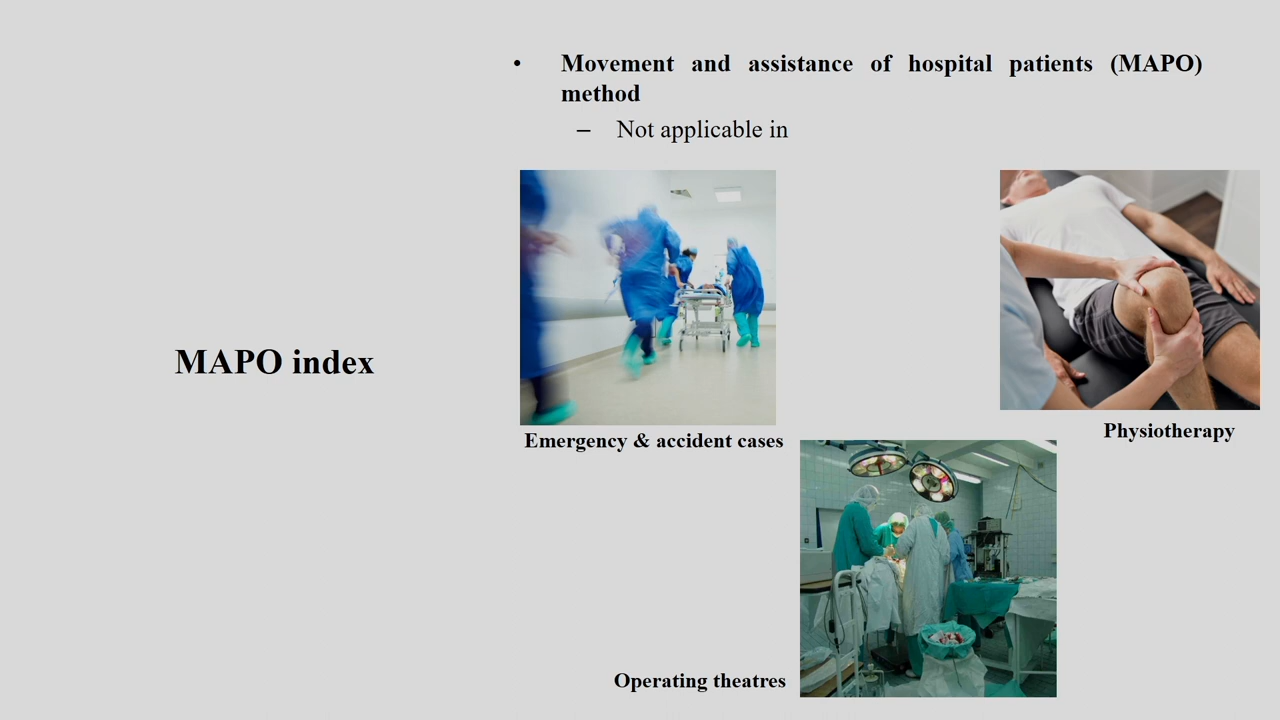 MAPO index
• Movement and assistance of hospital patients (MAPO)
method
– Not applicable in
Emergency & accident cases
Physiotherapy
Operating theatres